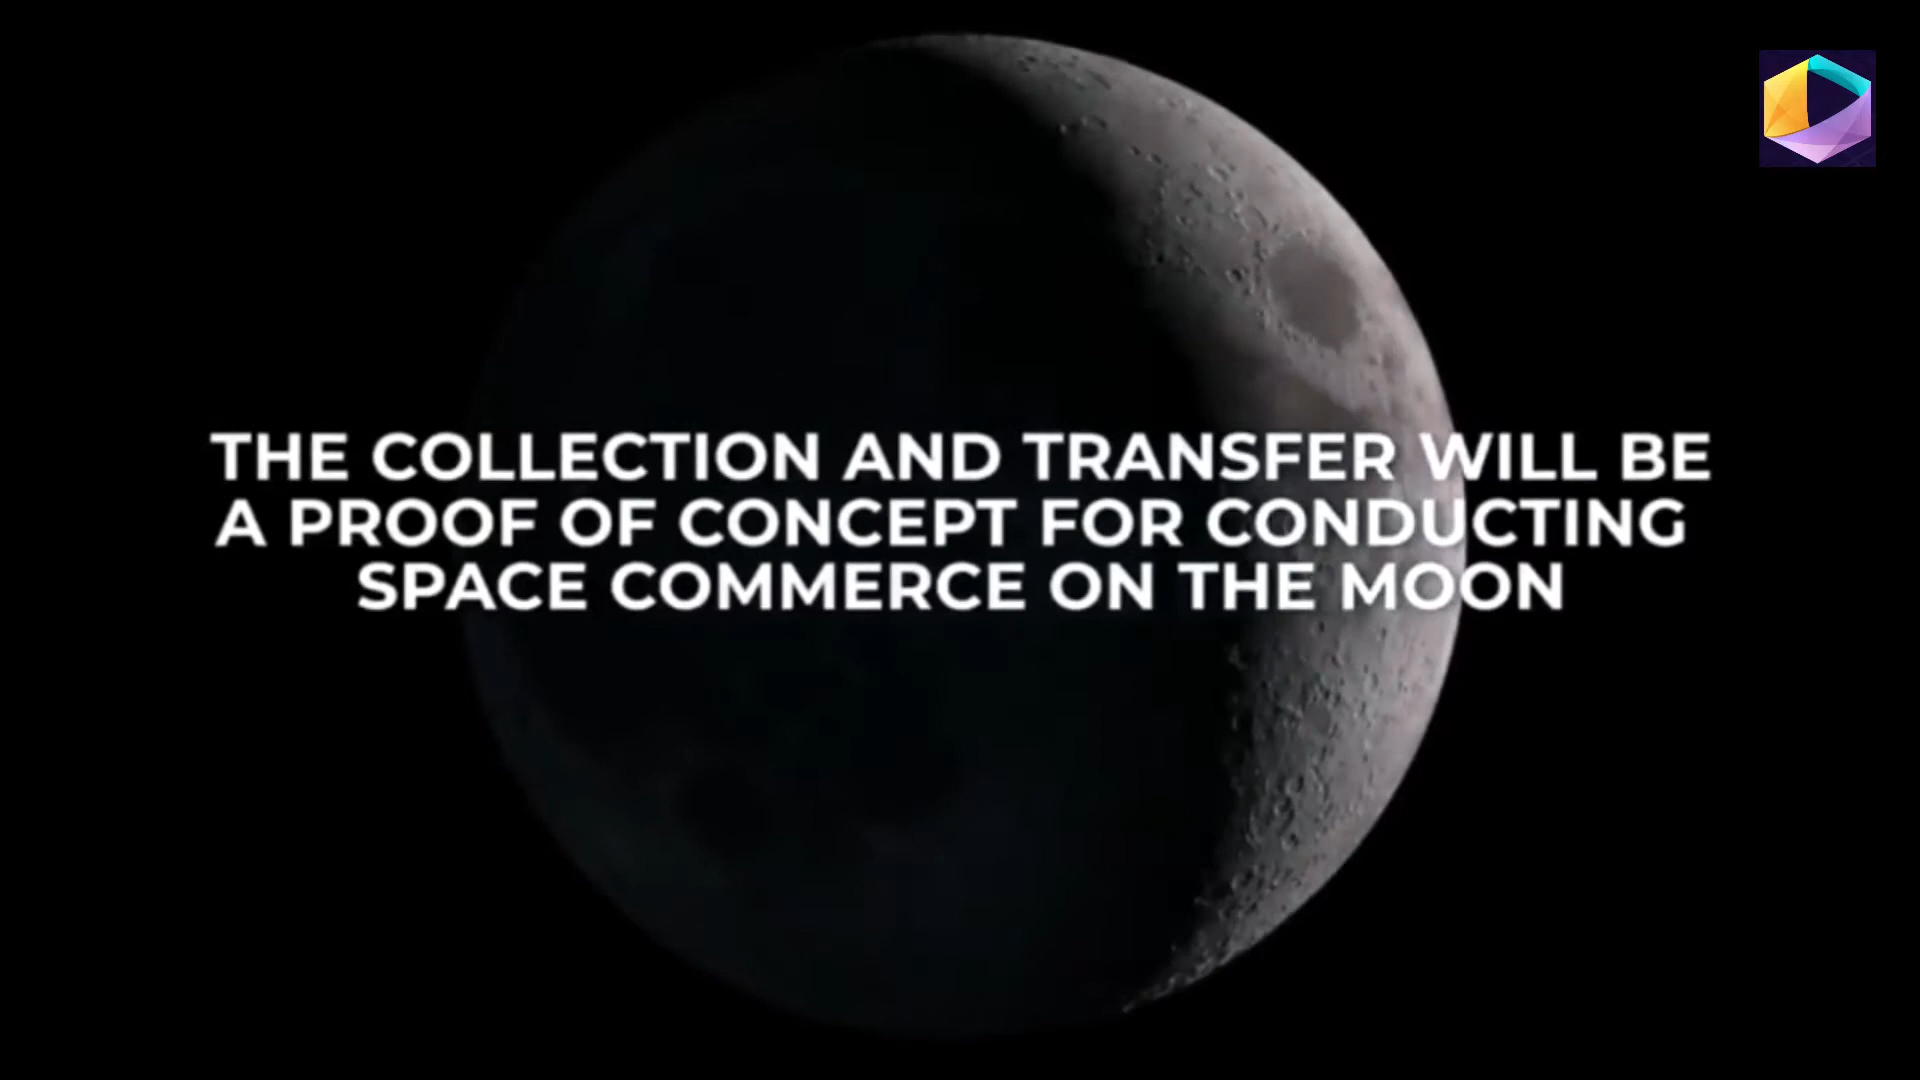 THE COLLECTION AND TRANSFER WILL BE
A PROOF OF CONCEPT FOR CONDUCTING
SPACE COMMERCE ON THE MOON